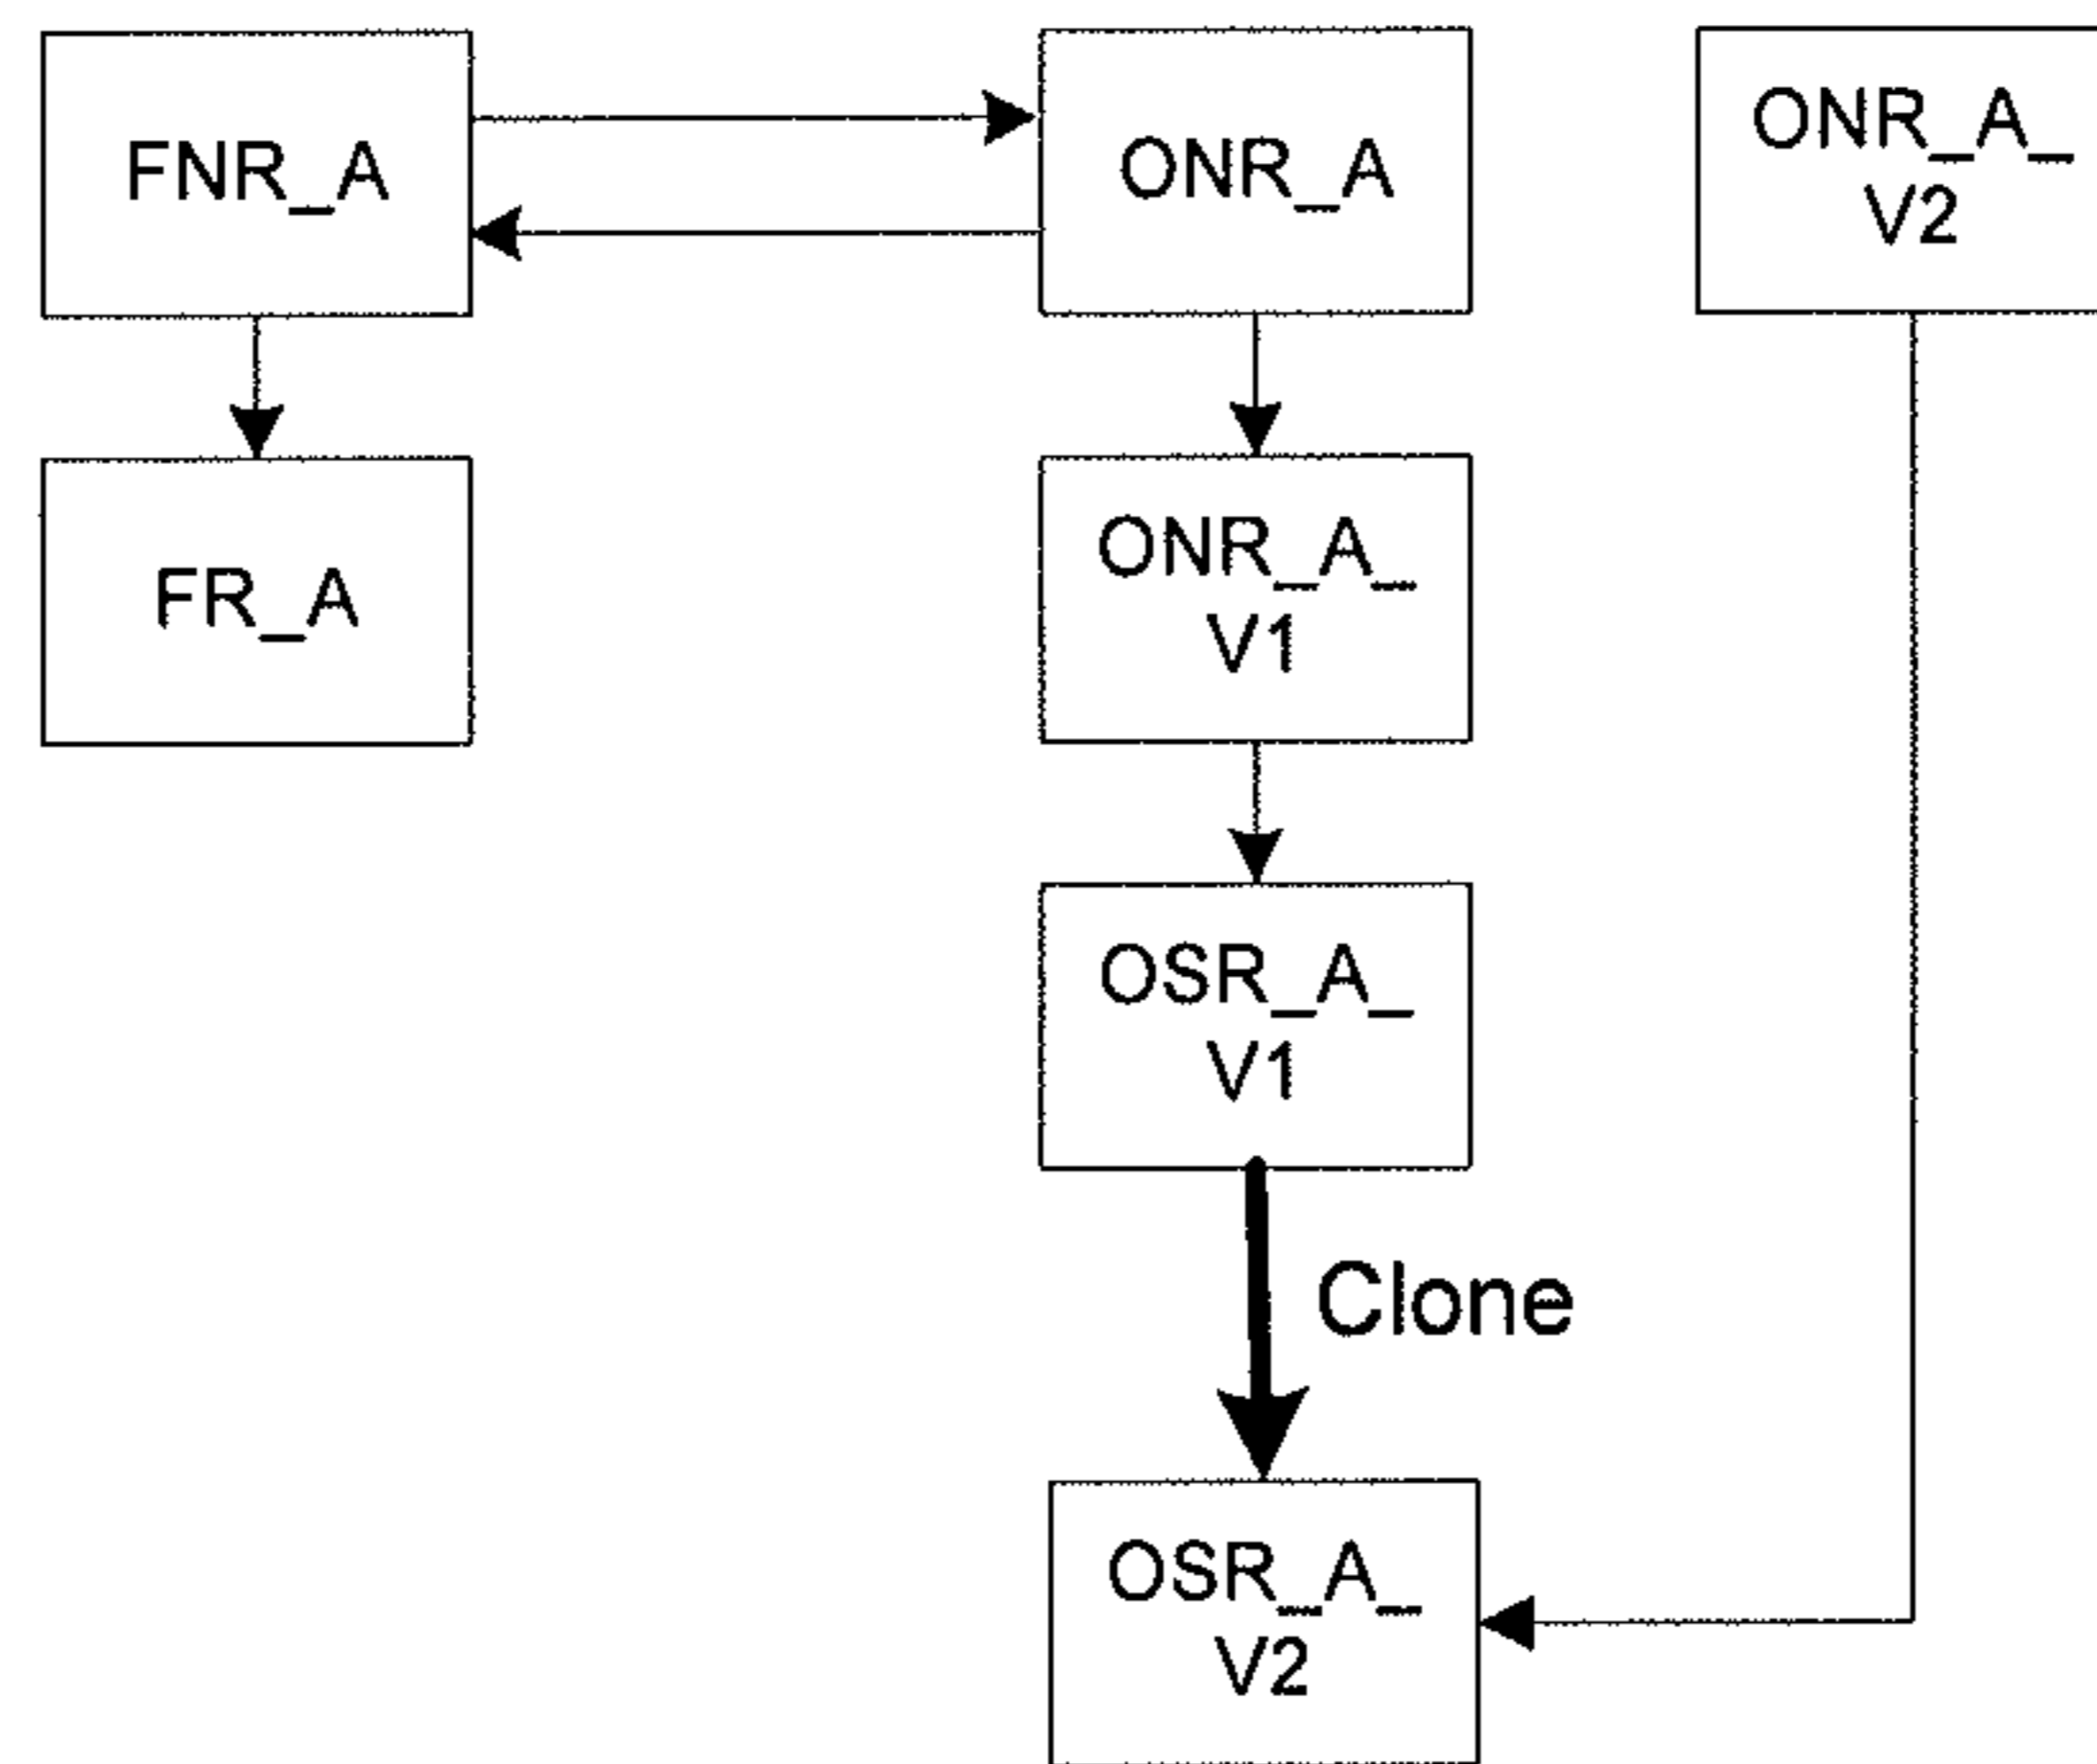 FNR_A
ONR_A
ONR_A_
V2
FR_A
ONR_A_
V1
OSR_A_
V1
Clone
OSR_A_
V2